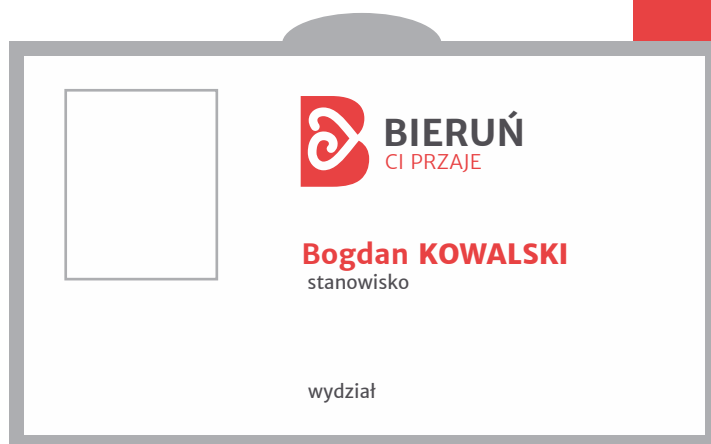 BIERUŃ
CI PRZAJE
Bogdan KOWALSKI
stanowisko
wydział